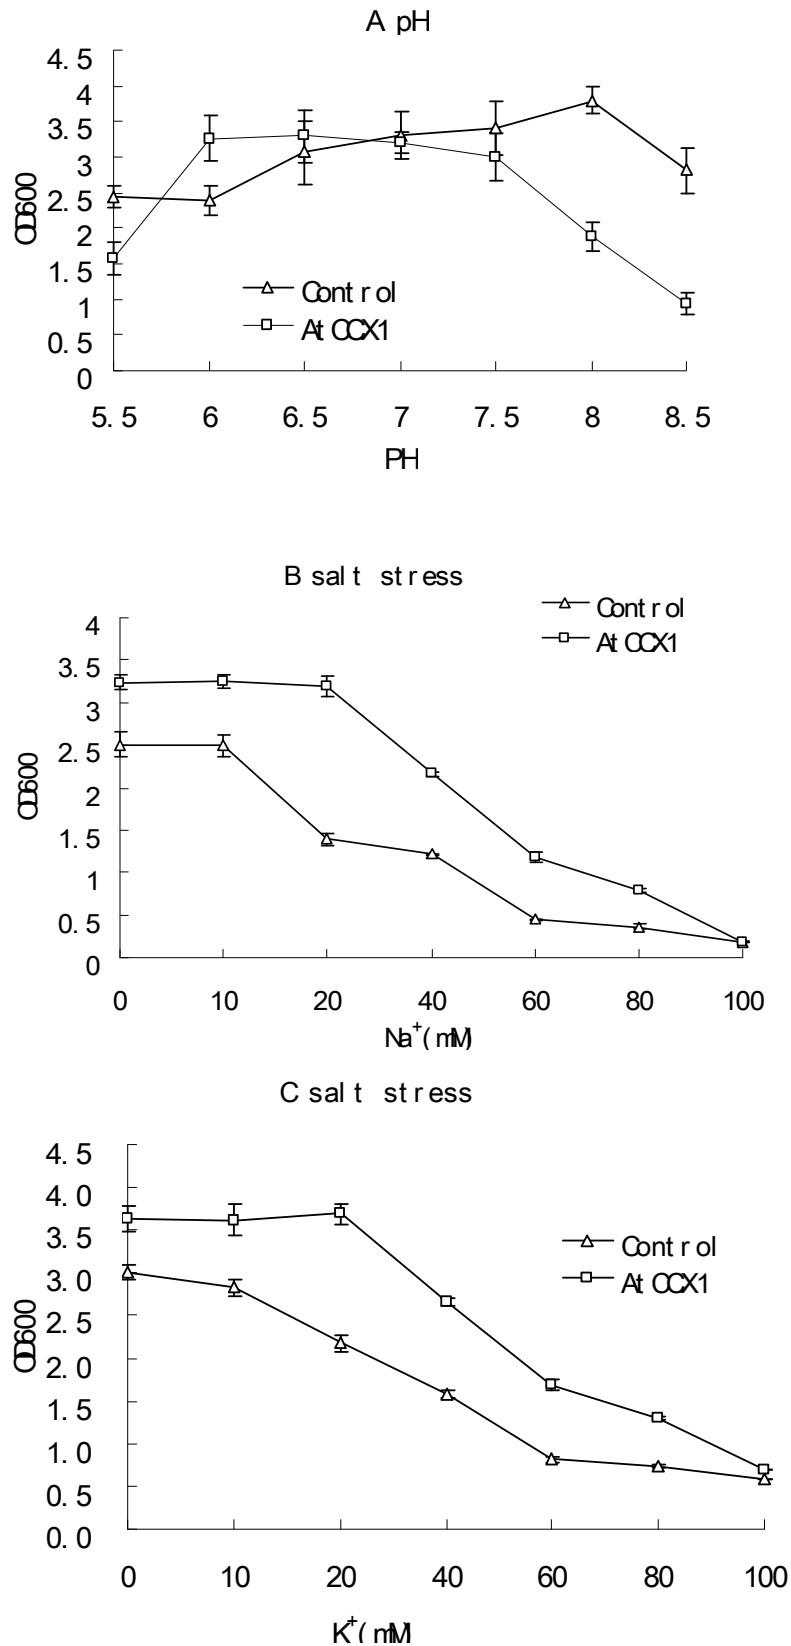 A pH
4.5
4
3.5
3
2.5
2
1.5
1
0.5
0
OD600
Control
AtCCX1
5.5 6 6.5 7 7.5 8 8.5
PH
B salt stress
Control
AtCCX1
4
3.5
3
2.5
2
1.5
1
0.5
0
OD600
0 10 20 40 60 80 100
Na⁺(mM)
C salt stress
4.5
4.0
3.5
3.0
2.5
2.0
1.5
1.0
0.5
0.0
OD600
Control
AtCCX1
0 10 20 40 60 80 100
K⁺(mM)